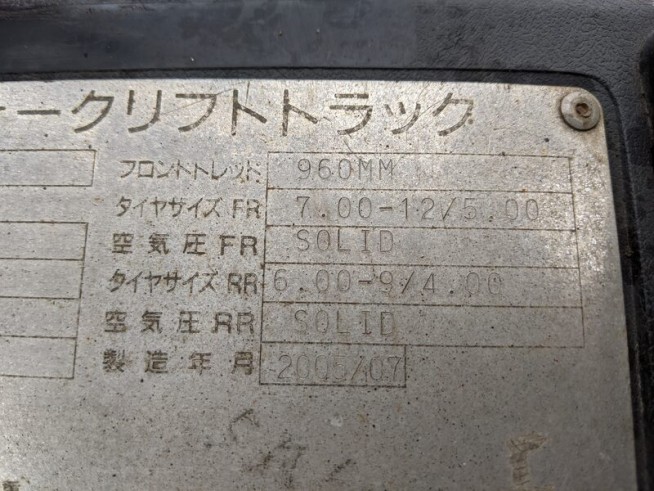 ークリフトトラック
フロントトレッド 960MM
タイヤサイズ FR 7.00-12/5.00
空気圧 FR SOLID
タイヤサイズ RR 6.00-9/4.00
空気圧 RR SOLID
製造年月